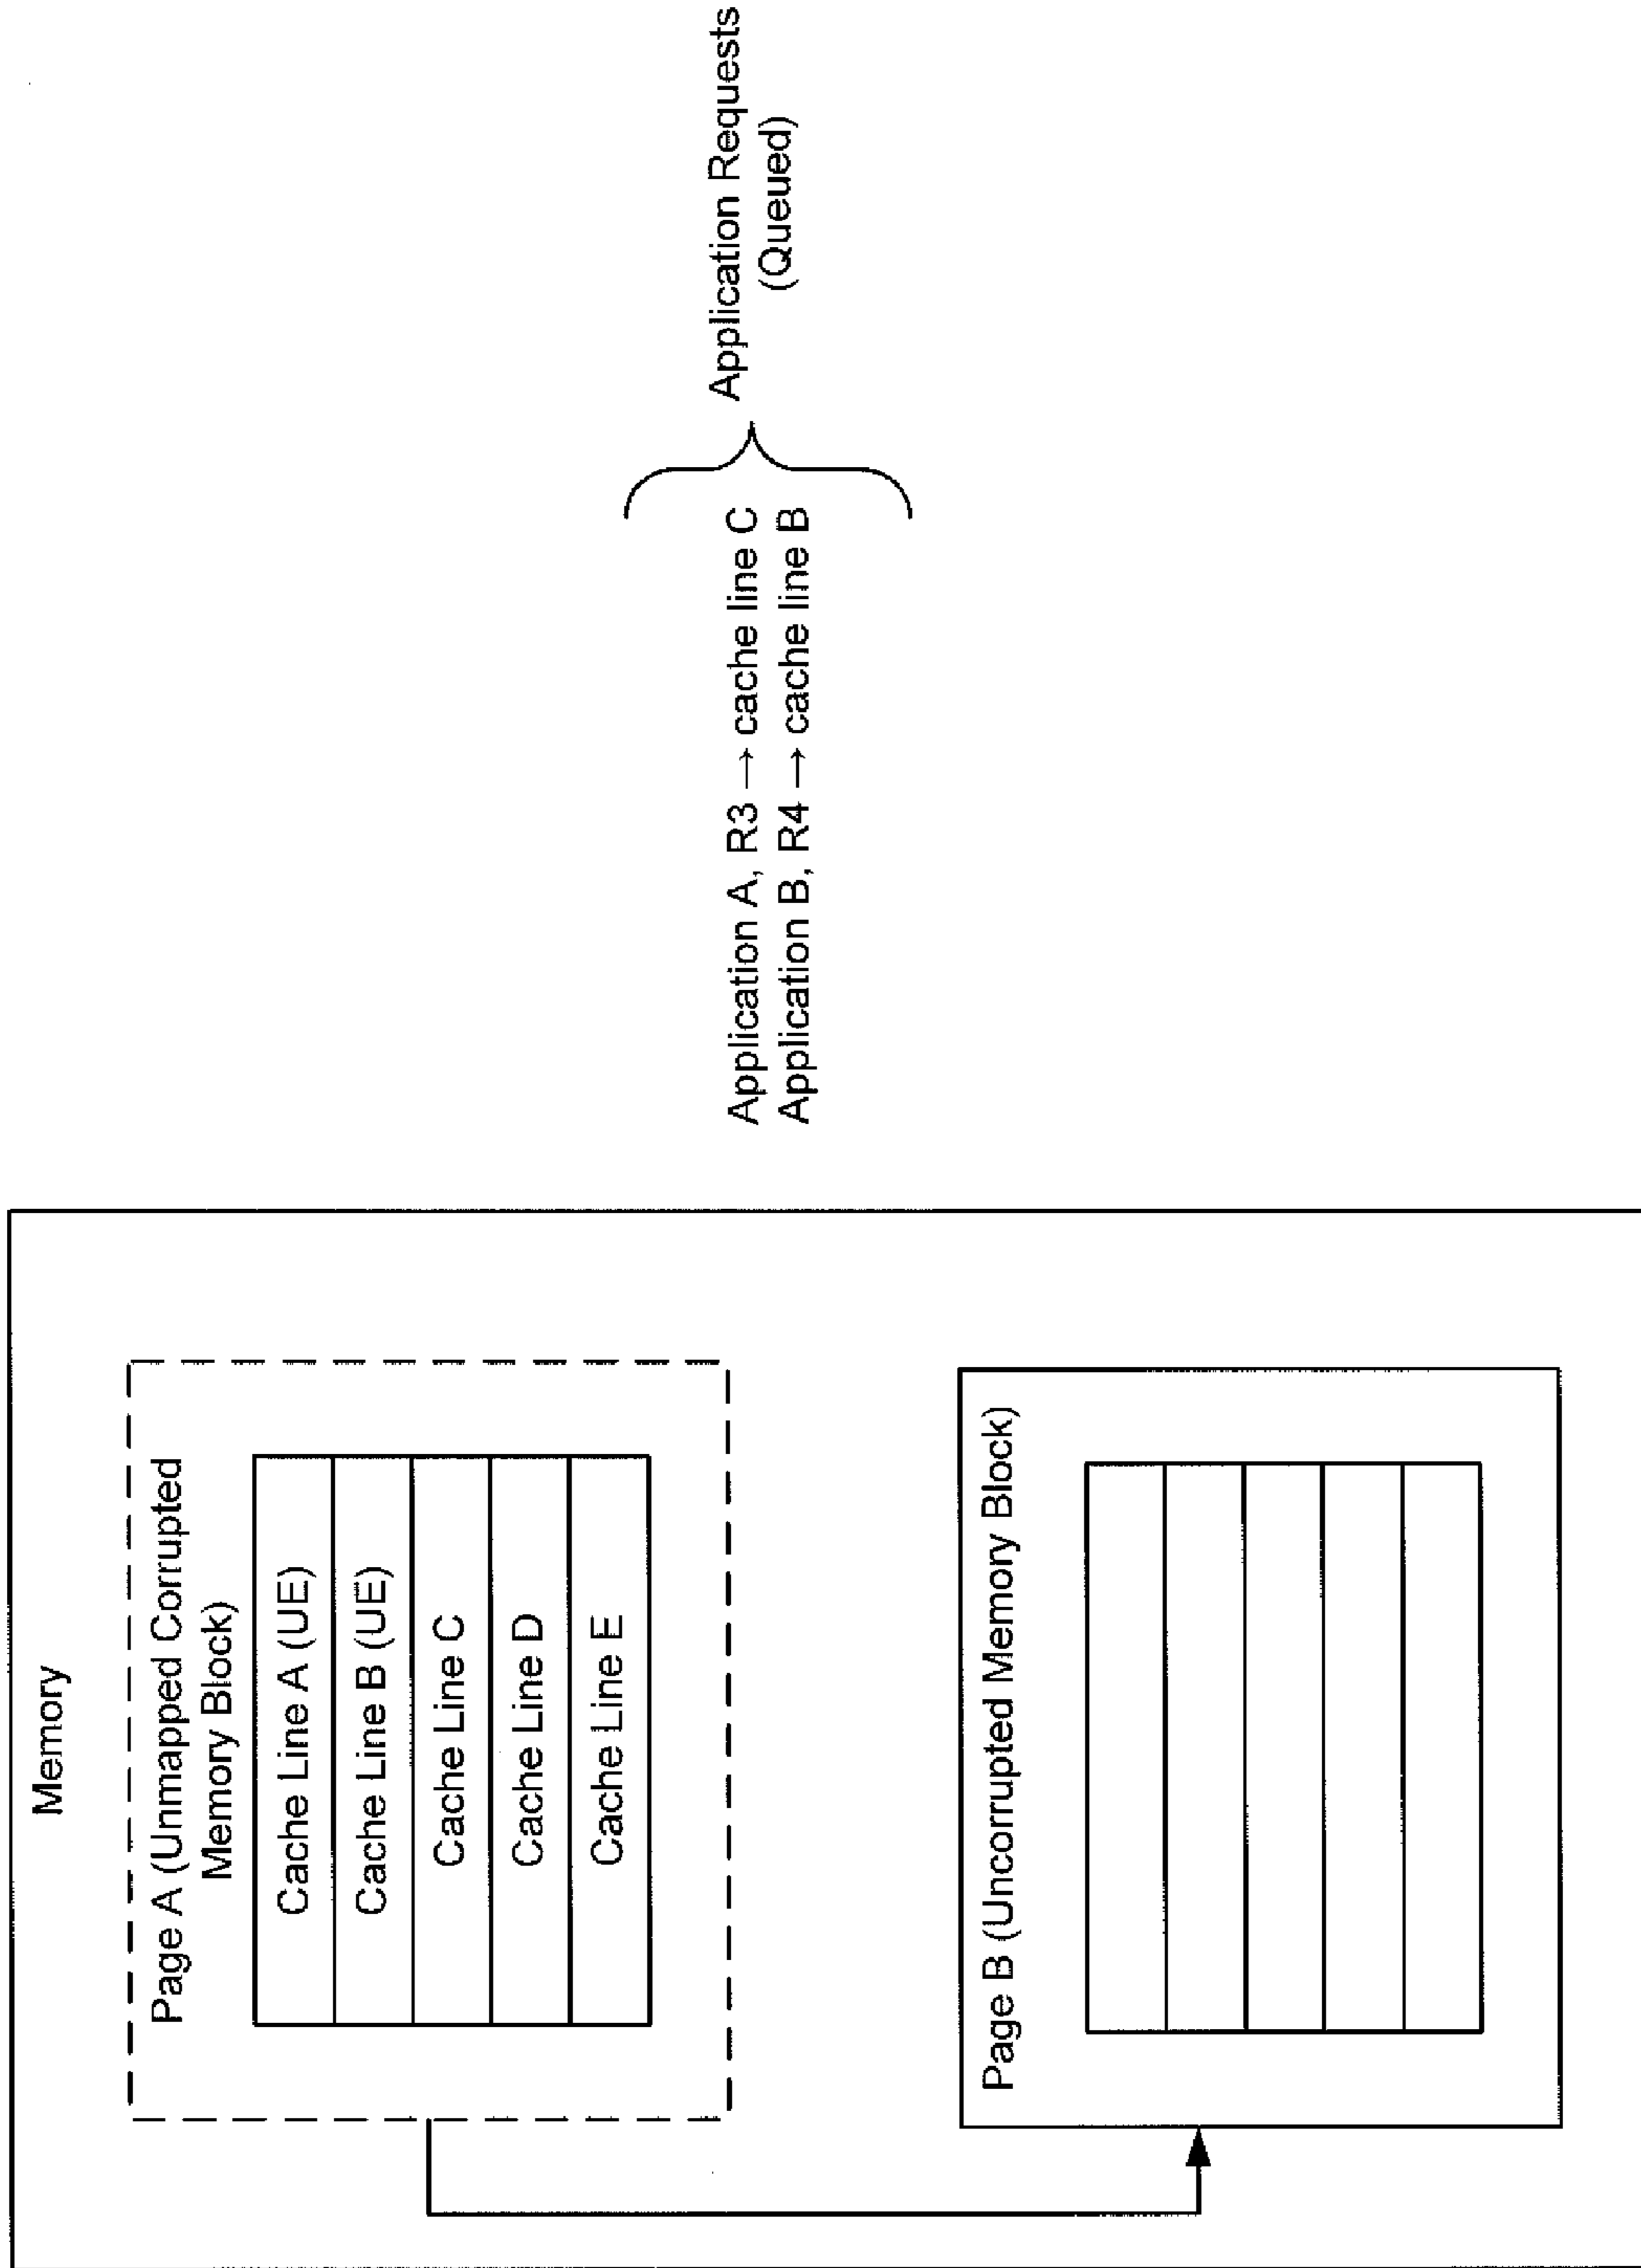 Memory
Page A (Unmapped Corrupted
Memory Block)
Cache Line A (UE)
Cache Line B (UE)
Cache Line C
Cache Line D
Cache Line E
Page B (Uncorrupted Memory Block)
Application A, R3 → cache line C
Application B, R4 → cache line B
Application Requests
(Queued)